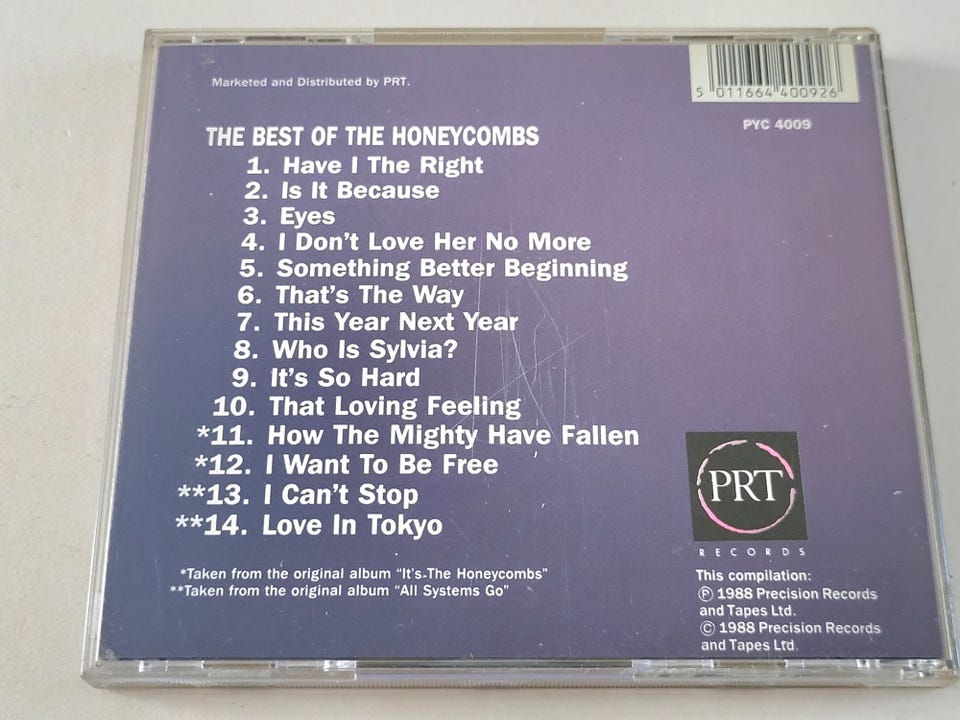 Marketed and Distributed by PRT.
5 011664 400926
PYC 4009
THE BEST OF THE HONEYCOMBS
1. Have I The Right
2. Is It Because
3. Eyes
4. I Don't Love Her No More
5. Something Better Beginning
6. That's The Way
7. This Year Next Year
8. Who Is Sylvia?
9. It's So Hard
10. That Loving Feeling
*11. How The Mighty Have Fallen
*12. I Want To Be Free
**13. I Can't Stop
**14. Love In Tokyo
*Taken from the original album “It's-The Honeycombs”
**Taken from the original album “All Systems Go”
PRT
RECORDS
This compilation:
Ⓟ 1988 Precision Records
and Tapes Ltd.
© 1988 Precision Records
and Tapes Ltd.